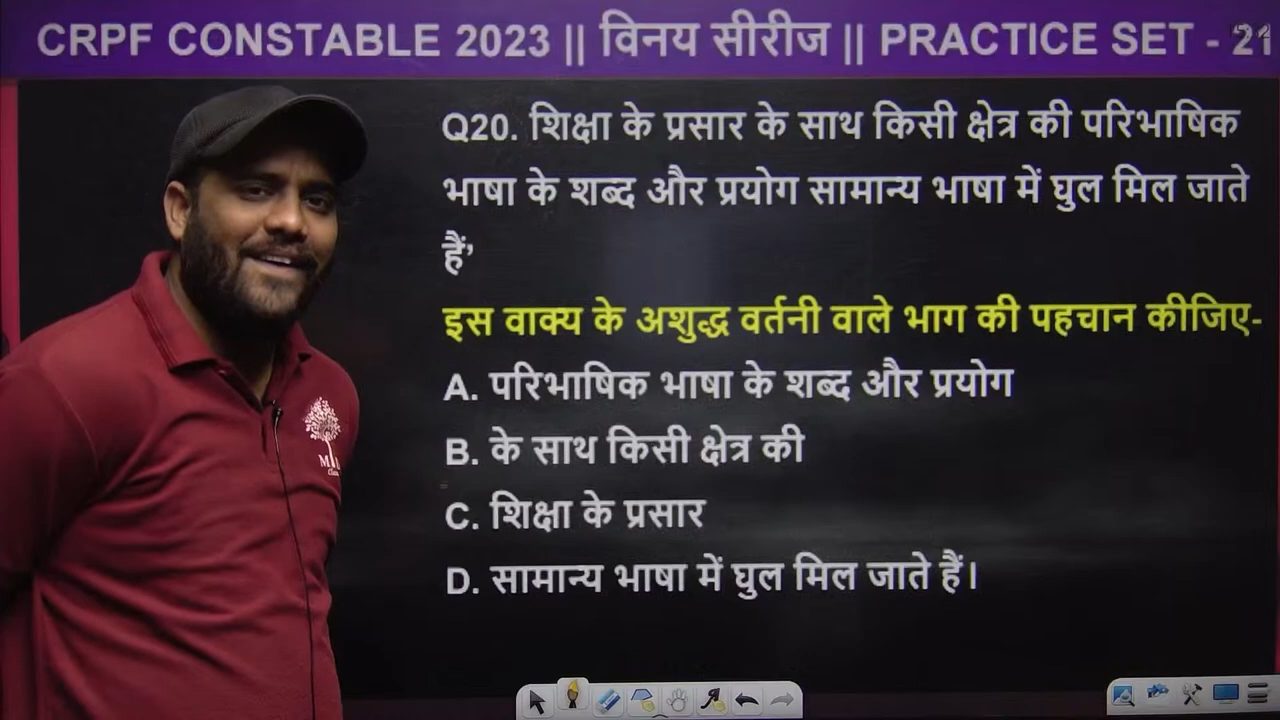 CRPF CONSTABLE 2023 || विनय सीरीज || PRACTICE SET - 21
Q20. शिक्षा के प्रसार के साथ किसी क्षेत्र की परिभाषिक
भाषा के शब्द और प्रयोग सामान्य भाषा में घुल मिल जाते
हैं’
इस वाक्य के अशुद्ध वर्तनी वाले भाग की पहचान कीजिए-
A. परिभाषिक भाषा के शब्द और प्रयोग
B. के साथ किसी क्षेत्र की
C. शिक्षा के प्रसार
D. सामान्य भाषा में घुल मिल जाते हैं।